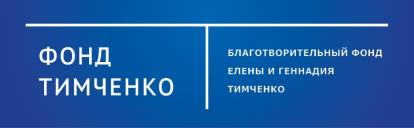 ФОНД
ТИМЧЕНКО
БЛАГОТВОРИТЕЛЬНЫЙ ФОНД
ЕЛЕНЫ И ГЕННАДИЯ
ТИМЧЕНКО